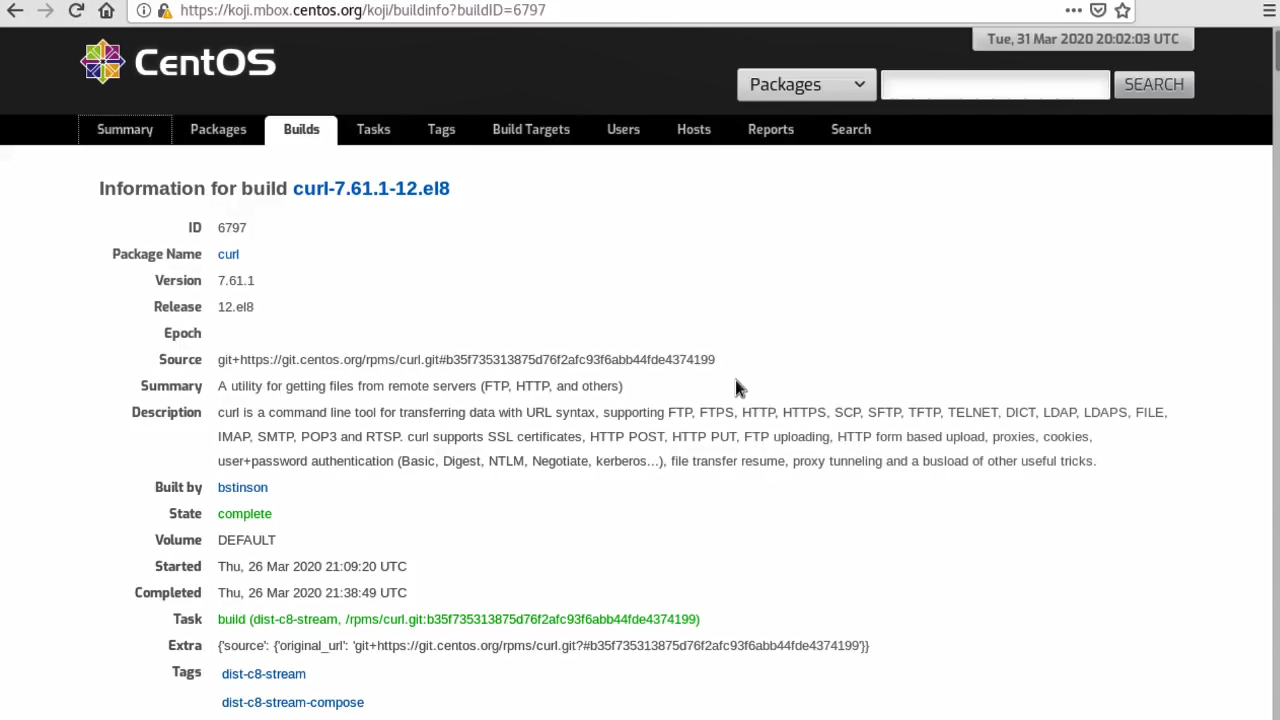 https://koji.mbox.centos.org/koji/buildinfo?buildID=6797
Tue, 31 Mar 2020 20:02:03 UTC
CentOS
Packages SEARCH
Summary Packages Builds Tasks Tags Build Targets Users Hosts Reports Search
Information for build curl-7.61.1-12.el8
ID 6797
Package Name curl
Version 7.61.1
Release 12.el8
Epoch
Source git+https://git.centos.org/rpms/curl.git#b35f735313875d76f2afc93f6abb44fde4374199
Summary A utility for getting files from remote servers (FTP, HTTP, and others)
Description curl is a command line tool for transferring data with URL syntax, supporting FTP, FTPS, HTTP, HTTPS, SCP, SFTP, TFTP, TELNET, DICT, LDAP, LDAPS, FILE,
IMAP, SMTP, POP3 and RTSP. curl supports SSL certificates, HTTP POST, HTTP PUT, FTP uploading, HTTP form based upload, proxies, cookies,
user+password authentication (Basic, Digest, NTLM, Negotiate, kerberos...), file transfer resume, proxy tunneling and a busload of other useful tricks.
Built by bstinson
State complete
Volume DEFAULT
Started Thu, 26 Mar 2020 21:09:20 UTC
Completed Thu, 26 Mar 2020 21:38:49 UTC
Task build (dist-c8-stream, /rpms/curl.git:b35f735313875d76f2afc93f6abb44fde4374199)
Extra {'source': {'original_url': 'git+https://git.centos.org/rpms/curl.git?#b35f735313875d76f2afc93f6abb44fde4374199'}}
Tags dist-c8-stream
dist-c8-stream-compose